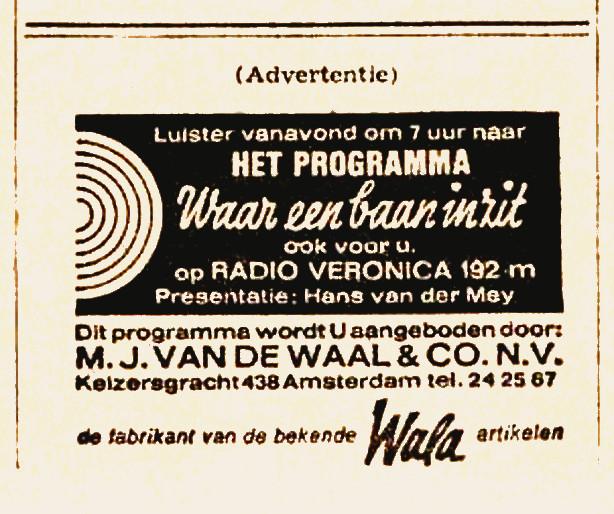 (Advertentie)
Luister vanavond om 7 uur naar
HET PROGRAMMA
Waar een baan in zit
ook voor u.
op RADIO VERONICA 192 m
Presentatie: Hans van der Mey
Dit programma wordt U aangeboden door:
M. J. VAN DE WAAL & CO. N.V.
Keizersgracht 438 Amsterdam tel. 24 25 67
de fabrikant van de bekende Wala artikelen